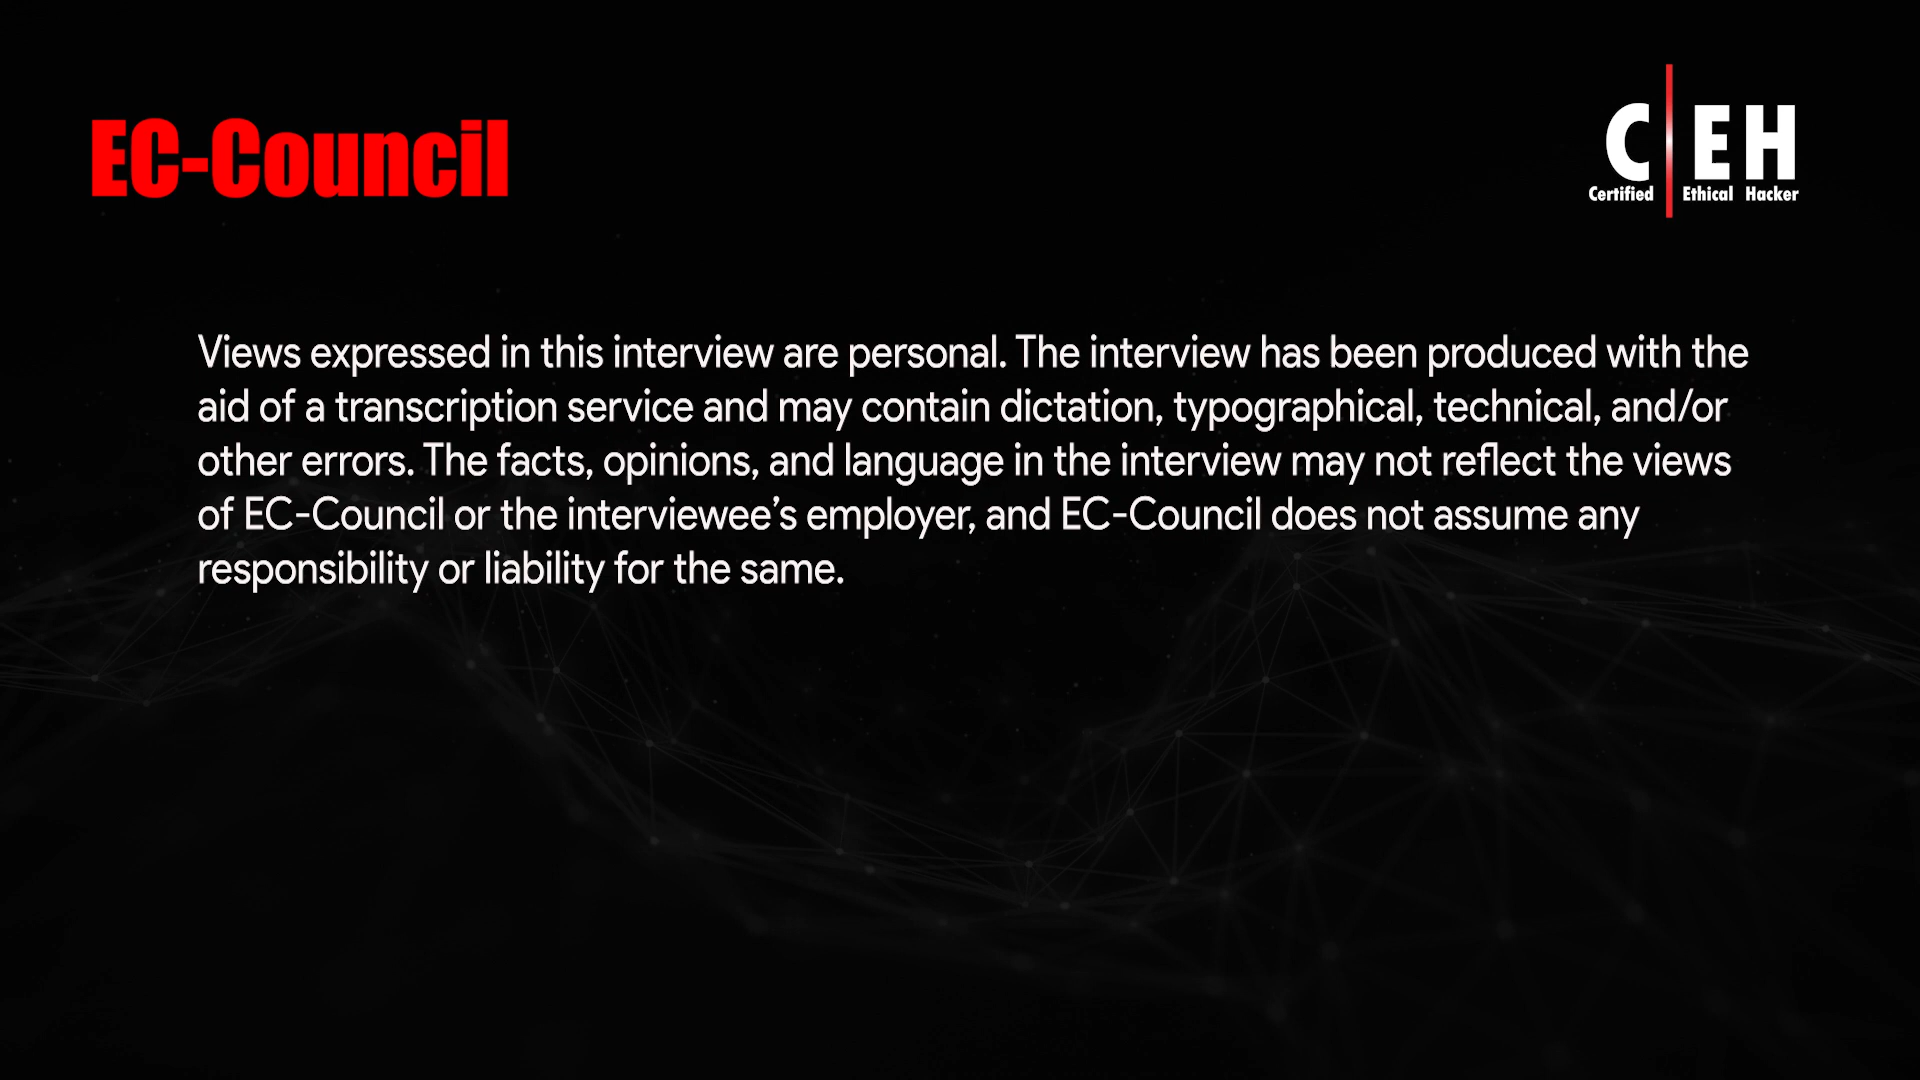 EC-Council
C EH
Certified Ethical Hacker
Views expressed in this interview are personal. The interview has been produced with the
aid of a transcription service and may contain dictation, typographical, technical, and/or
other errors. The facts, opinions, and language in the interview may not reflect the views
of EC-Council or the interviewee’s employer, and EC-Council does not assume any
responsibility or liability for the same.